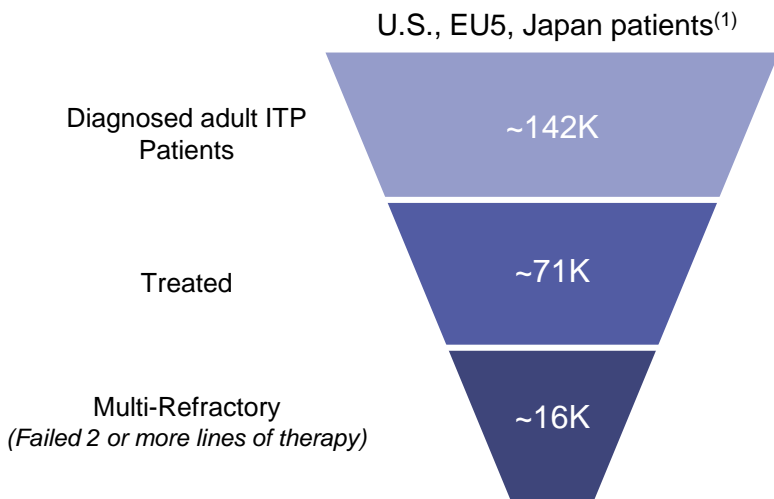 U.S., EU5, Japan patients(1)
Diagnosed adult ITP
Patients
~142K
Treated
~71K
Multi-Refractory
(Failed 2 or more lines of therapy)
~16K